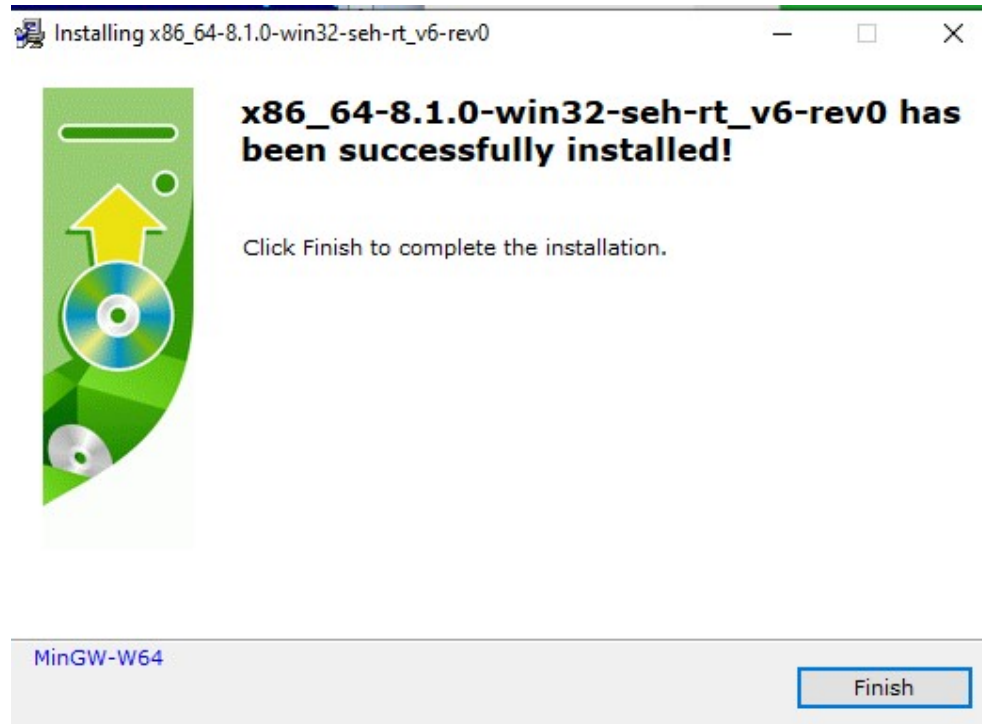 Installing x86_64-8.1.0-win32-seh-rt_v6-rev0
x86_64-8.1.0-win32-seh-rt_v6-rev0 has
been successfully installed!
Click Finish to complete the installation.
MinGW-W64
Finish